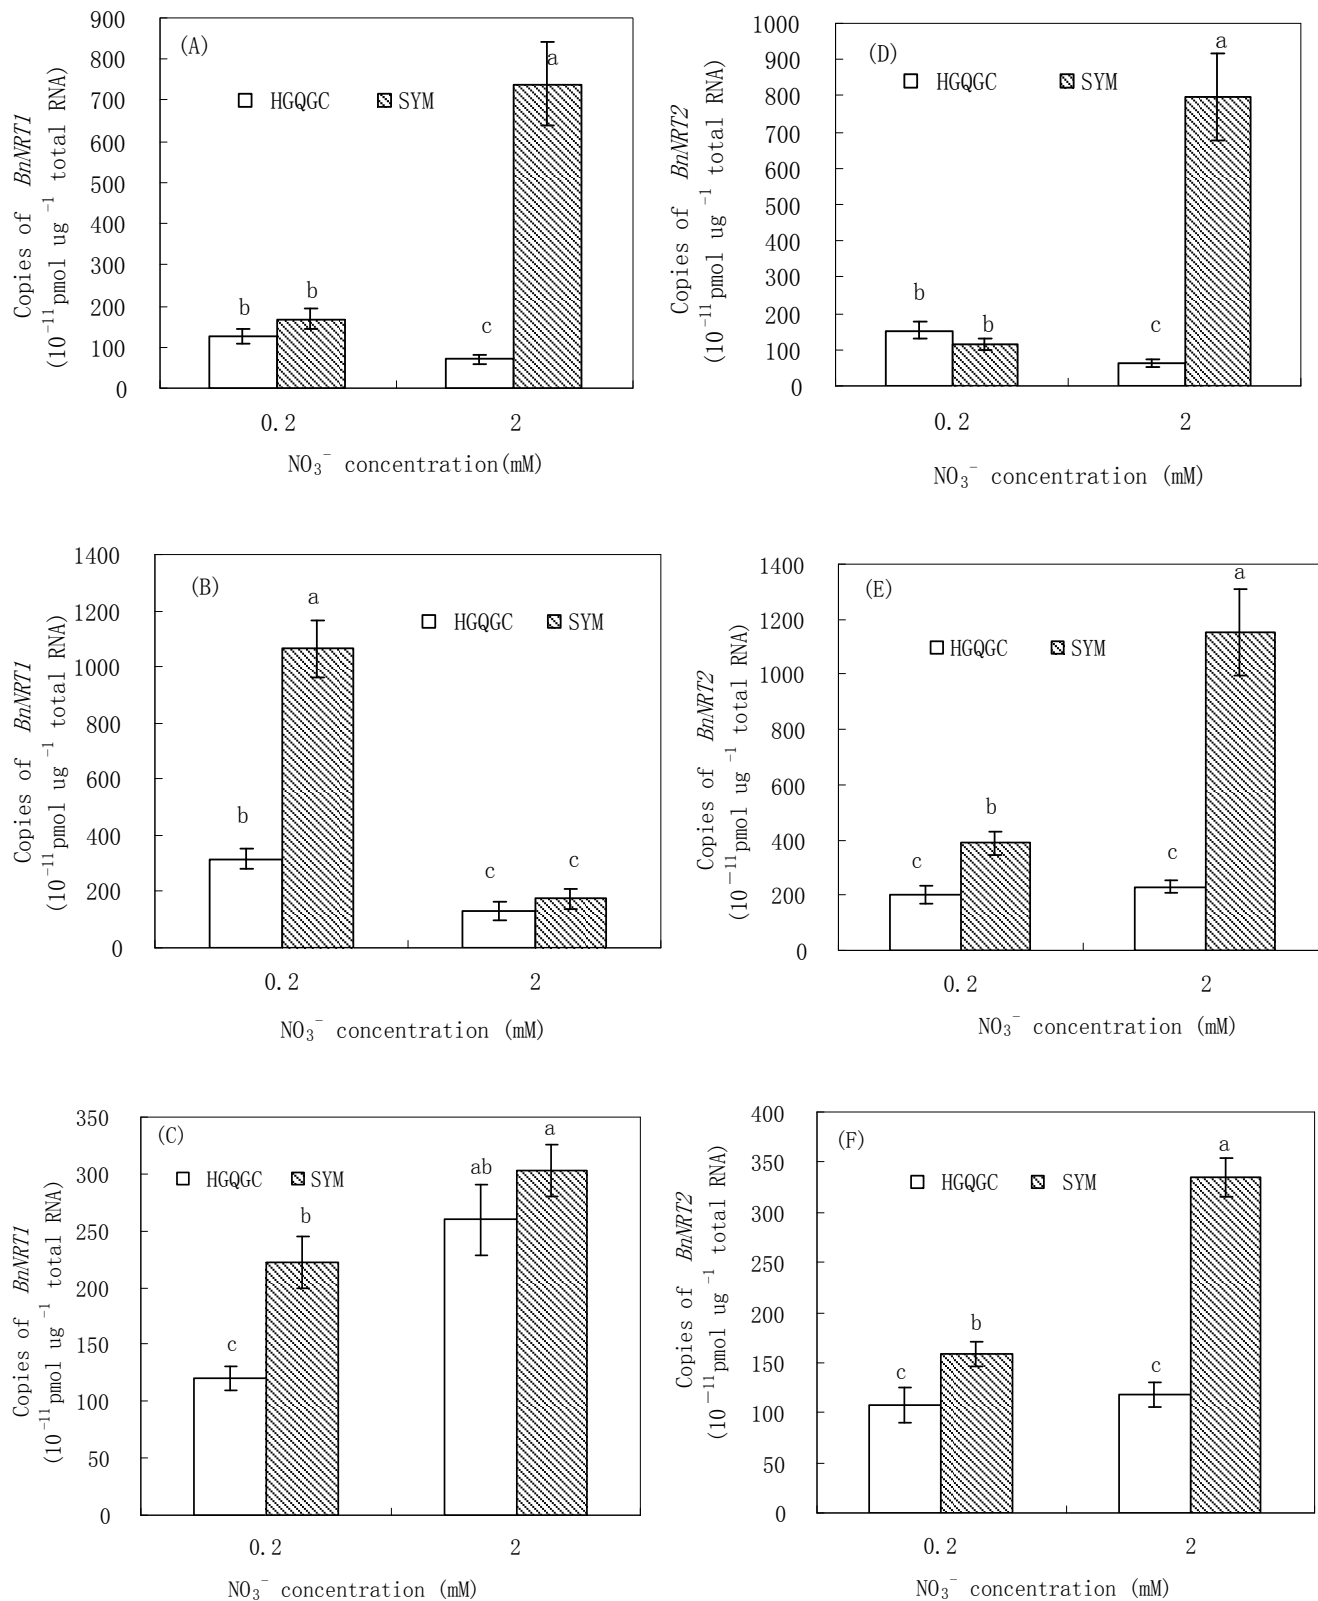 (A)
HGQGC SYM
Copies of BnNRT1
(10⁻¹¹pmol ug⁻¹ total RNA)
900
800
700
600
500
400
300
200
100
0
b b c a
0.2 2
NO₃⁻ concentration(mM)
(D)
HGQGC SYM
Copies of BnNRT2
(10⁻¹¹pmol ug⁻¹ total RNA)
1000
900
800
700
600
500
400
300
200
100
0
b b c a
0.2 2
NO₃⁻ concentration (mM)
(B)
HGQGC SYM
Copies of BnNRT1
(10⁻¹¹pmol ug⁻¹ total RNA)
1400
1200
1000
800
600
400
200
0
b a c c
0.2 2
NO₃⁻ concentration (mM)
(E)
HGQGC SYM
Copies of BnNRT2
(10⁻¹¹pmol ug⁻¹ total RNA)
1400
1200
1000
800
600
400
200
0
c b c a
0.2 2
NO₃⁻ concentration (mM)
(C)
HGQGC SYM
Copies of BnNRT1
(10⁻¹¹pmol ug⁻¹ total RNA)
350
300
250
200
150
100
50
0
c b ab a
0.2 2
NO₃⁻ concentration (mM)
(F)
HGQGC SYM
Copies of BnNRT2
(10⁻¹¹pmol ug⁻¹ total RNA)
400
350
300
250
200
150
100
50
0
c b c a
0.2 2
NO₃⁻ concentration (mM)